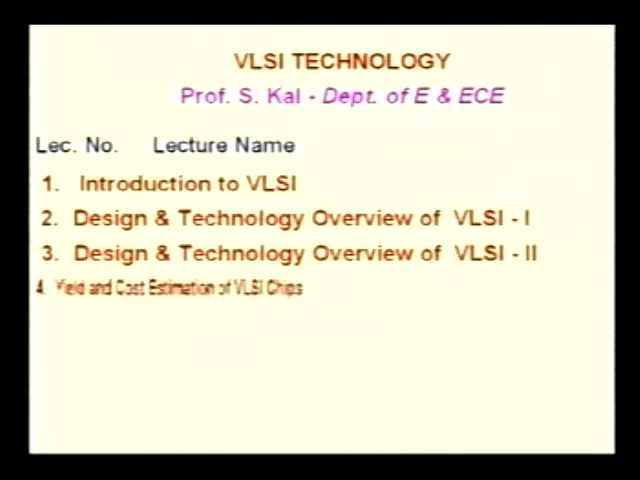 VLSI TECHNOLOGY
Prof. S. Kal - Dept. of E & ECE
Lec. No. Lecture Name
1. Introduction to VLSI
2. Design & Technology Overview of VLSI - I
3. Design & Technology Overview of VLSI - II
4. Yield and Cost Estimation of VLSI Chips